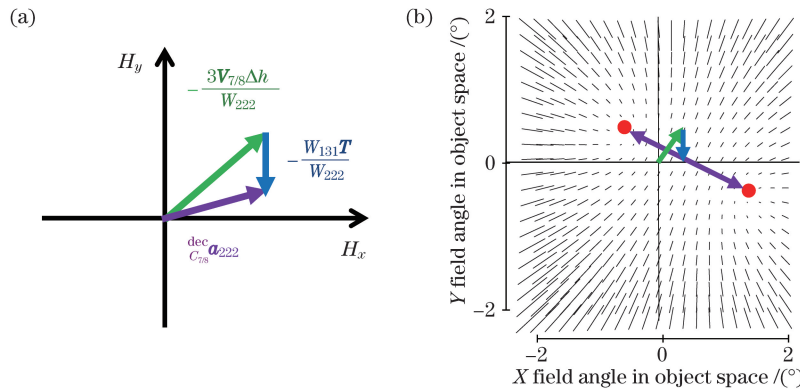 (a)
H_y
-3V_{7/8}Δh/W_{222}
-W_{131}T/W_{222}
^{dec}_{C_{7/8}}a_{222}
H_x
(b)
Y field angle in object space /(°)
2
0
−2
−2 0 2
X field angle in object space /(°)